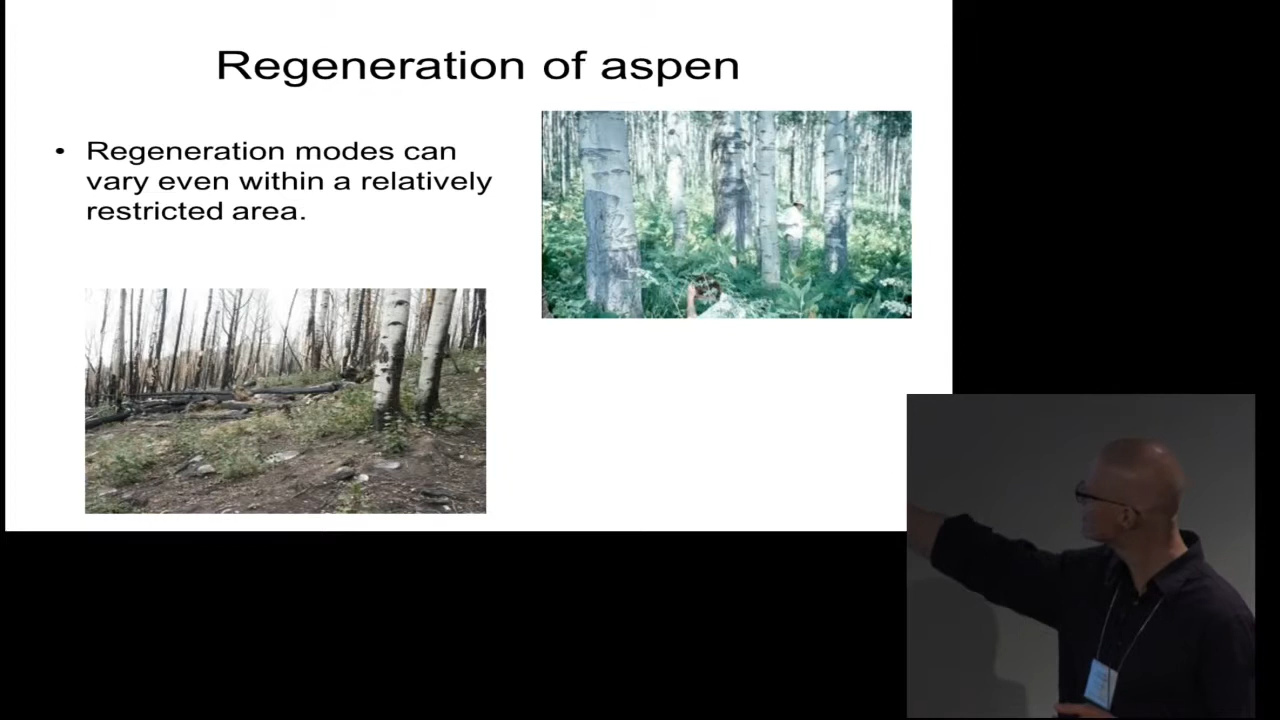 Regeneration of aspen
• Regeneration modes can
vary even within a relatively
restricted area.